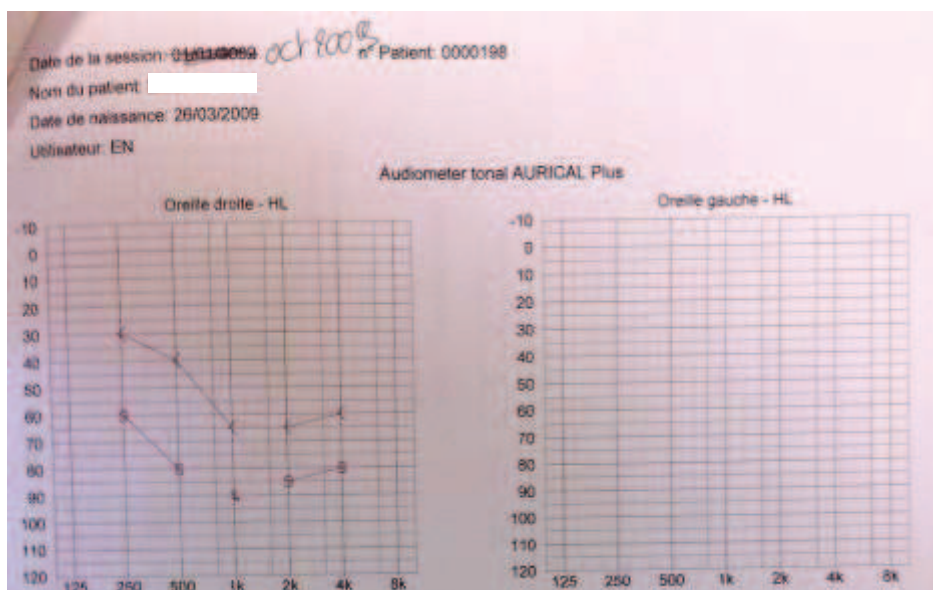 Date de la session: oct 200
n° Patient: 0000198
Nom du patient:
Date de naissance: 26/03/2009
Utilisateur: EN
Audiometer tonal AURICAL Plus
Oreille droite - HL
Oreille gauche - HL
-10
0
10
20
30
40
50
60
70
80
90
100
110
120
125 250 500 1k 2k 4k 8k
-10
0
10
20
30
40
50
60
70
80
90
100
110
120
125 250 500 1k 2k 4k 8k